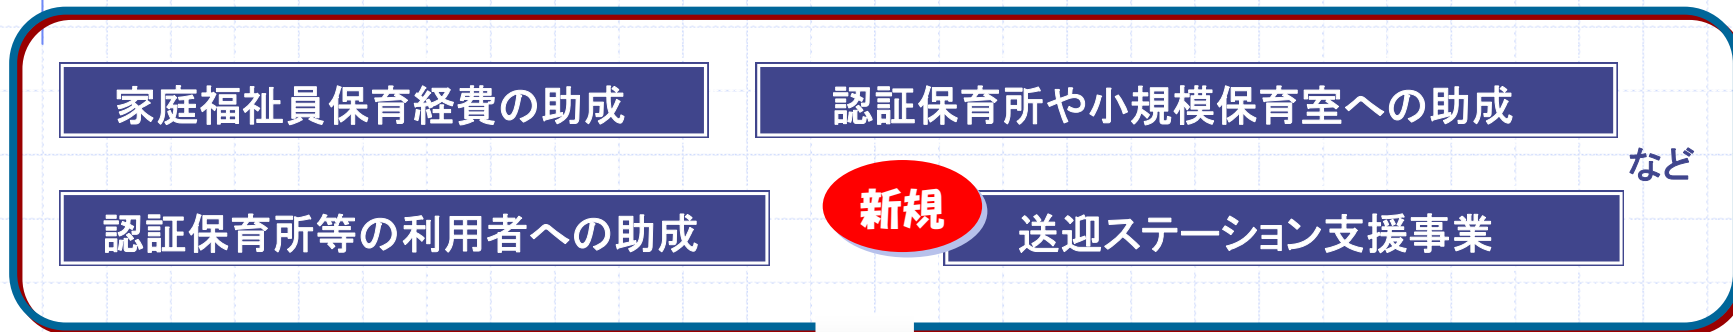 家庭福祉員保育経費の助成
認証保育所や小規模保育室への助成
など
認証保育所等の利用者への助成
新規
送迎ステーション支援事業